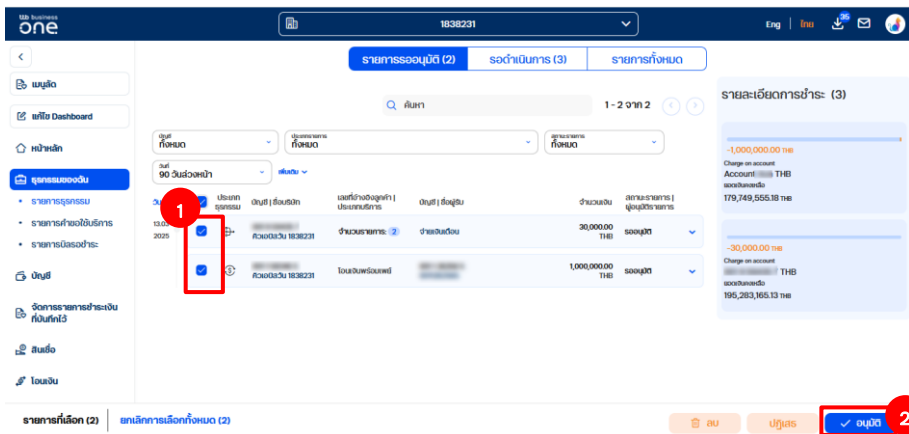 ttb business
one
1838231
Eng | ไทย
35
เมนูลัด
แก้ไข Dashboard
หน้าหลัก
ธุรกรรมของฉัน
รายการธุรกรรม
รายการคำขอใช้บริการ
รายการบิลรอชำระ
บัญชี
จัดการรายการชำระเงิน
ที่บันทึกไว้
สินเชื่อ
โอนเงิน
รายการรออนุมัติ (2)
รอดำเนินการ (3)
รายการทั้งหมด
ค้นหา
1 - 2 จาก 2
บัญชี
ทั้งหมด
ประเภทรายการ
ทั้งหมด
สถานะรายการ
ทั้งหมด
วันที่
90 วันล่วงหน้า
เพิ่มเติม
1
ประเภท
ธุรกรรม
บัญชี | ชื่อบริษัท
เลขที่อ้างอิงลูกค้า |
ประเภทบริการ
บัญชี | ชื่อผู้รับ
จำนวนเงิน
สถานะรายการ |
ผู้อนุมัติรายการ
13.03
2025
คิวเอบิสวัน 1838231
จำนวนรายการ: 2
จ่ายเงินเดือน
30,000.00
THB
รออนุมัติ
คิวเอบิสวัน 1838231
โอนเงินพร้อมเพย์
1,000,000.00
THB
รออนุมัติ
รายละเอียดการชำระ (3)
-1,000,000.00 THB
Charge on account
Account THB
ยอดเงินคงเหลือ
179,749,555.18 THB
-30,000.00 THB
Charge on account
THB
ยอดเงินคงเหลือ
195,283,165.13 THB
รายการที่เลือก (2)
ยกเลิกการเลือกทั้งหมด (2)
ลบ
ปฏิเสธ
อนุมัติ
2